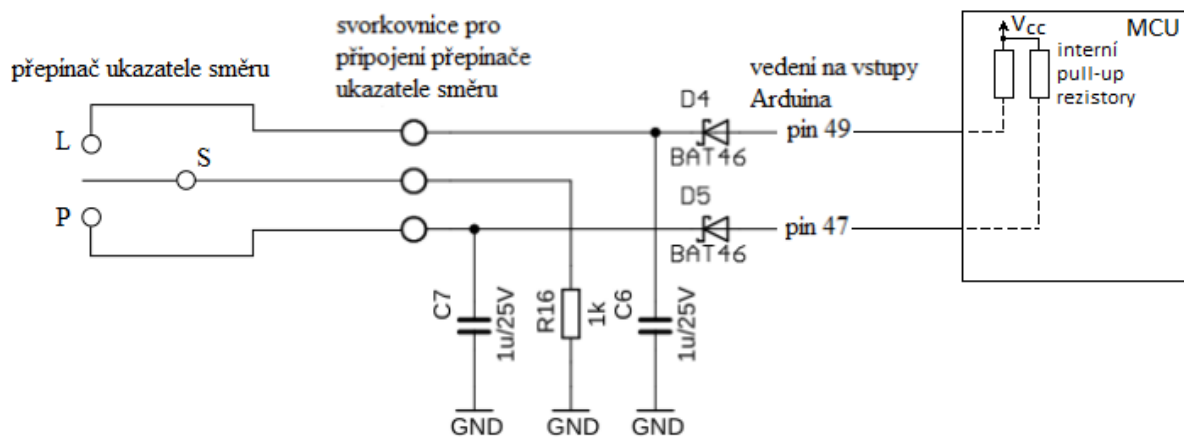 přepínač ukazatele směru
L
S
P
svorkovnice pro
připojení přepínače
ukazatele směru
vedení na vstupy
Arduina
D4
BAT46
pin 49
D5
BAT46
pin 47
VCC
MCU
interní
pull-up
rezistory
C7
1u/25V
R16
1k
C6
1u/25V
GND
GND
GND